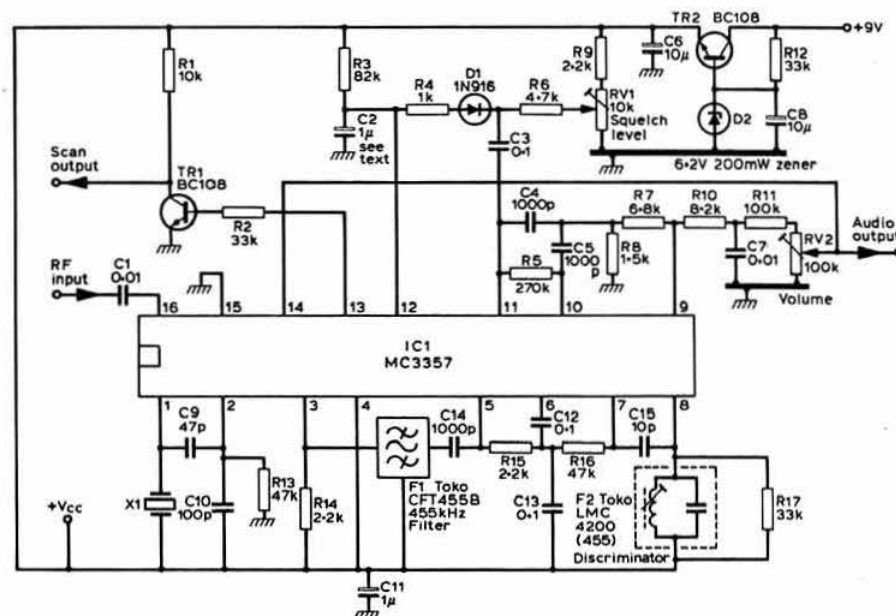 TR2 BC108
+9V
R1
10k
R3
82k
R4
1k
D1
1N916
R6
4·7k
R9
2·2k
RV1
10k
Squelch
level
C6
10µ
R12
33k
D2
C8
10µ
6·2V 200mW zener
C2
1µ
see
text
C3
0·1
Scan
output
TR1
BC108
R2
33k
C4
1000p
C5
1000
p
R5
270k
R7
6·8k
R8
1·5k
R10
8·2k
R11
100k
C7
0·01
RV2
100k
Volume
Audio
output
RF
input
C1
0·01
16
15
14
13
12
11
10
9
IC1
MC3357
1
2
3
4
5
6
7
8
C9
47p
C14
1000p
C12
0·1
C15
10p
R15
2·2k
R16
47k
X1
C10
100p
R13
47k
R14
2·2k
F1 Toko
CFT455B
455kHz
Filter
C13
0·1
F2 Toko
LMC
4200
(455)
Discriminator
R17
33k
+Vcc
C11
1µ